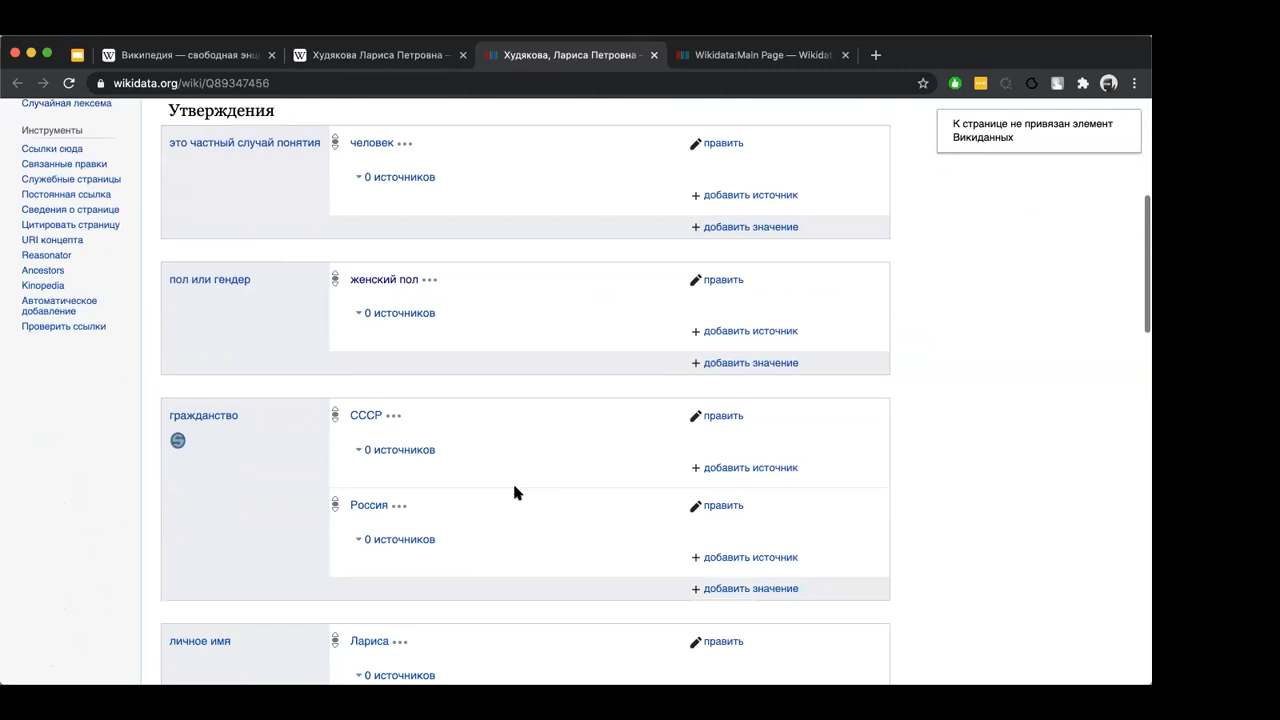 Википедия — свободная энц
Худякова Лариса Петровна –
Худякова, Лариса Петровна –
Wikidata:Main Page — Wikidat
wikidata.org/wiki/Q89347456
Случайная лексема
Инструменты
Ссылки сюда
Связанные правки
Служебные страницы
Постоянная ссылка
Сведения о странице
Цитировать страницу
URI концепта
Reasonator
Ancestors
Kinopedia
Автоматическое
добавление
Проверить ссылки
Утверждения
это частный случай понятия
человек
править
0 источников
+ добавить источник
+ добавить значение
пол или гендер
женский пол
править
0 источников
+ добавить источник
+ добавить значение
гражданство
СССР
править
0 источников
+ добавить источник
Россия
править
0 источников
+ добавить источник
+ добавить значение
личное имя
Лариса
править
0 источников
К странице не привязан элемент
Викиданных